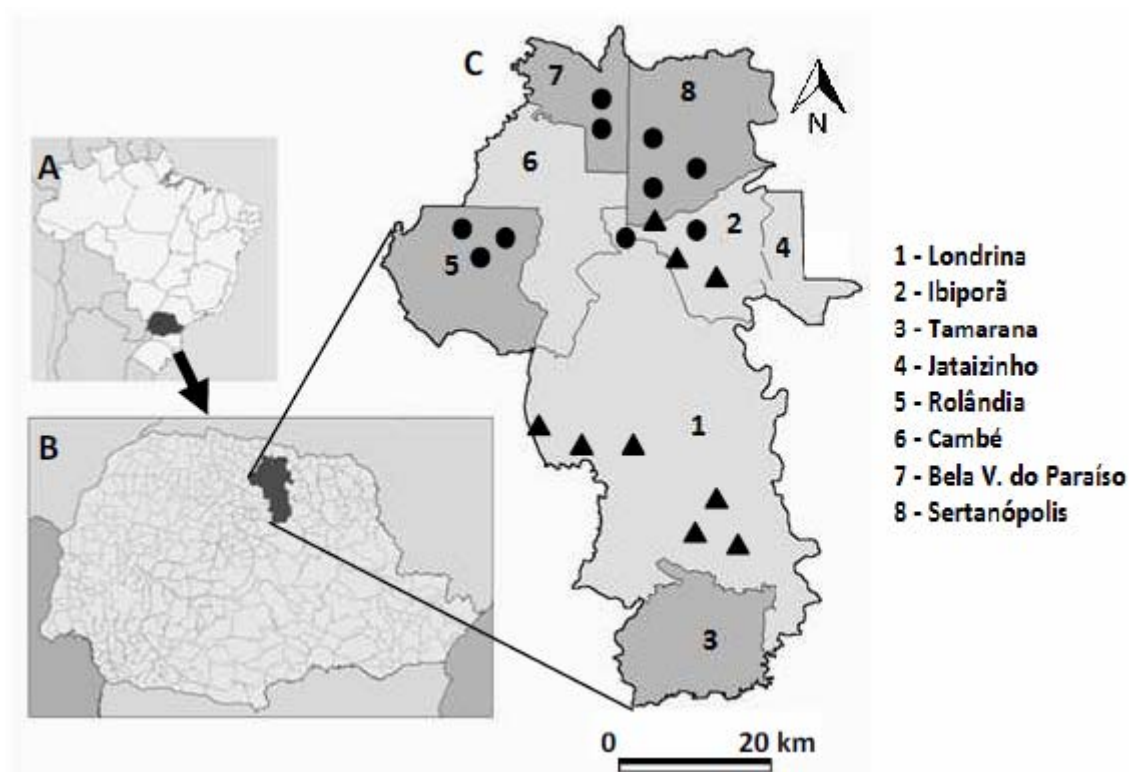 C
7
8
N
A
6
2
4
5
1 - Londrina
2 - Ibiporã
3 - Tamarana
4 - Jataizinho
5 - Rolândia
6 - Cambé
7 - Bela V. do Paraíso
8 - Sertanópolis
B
1
3
0 20 km